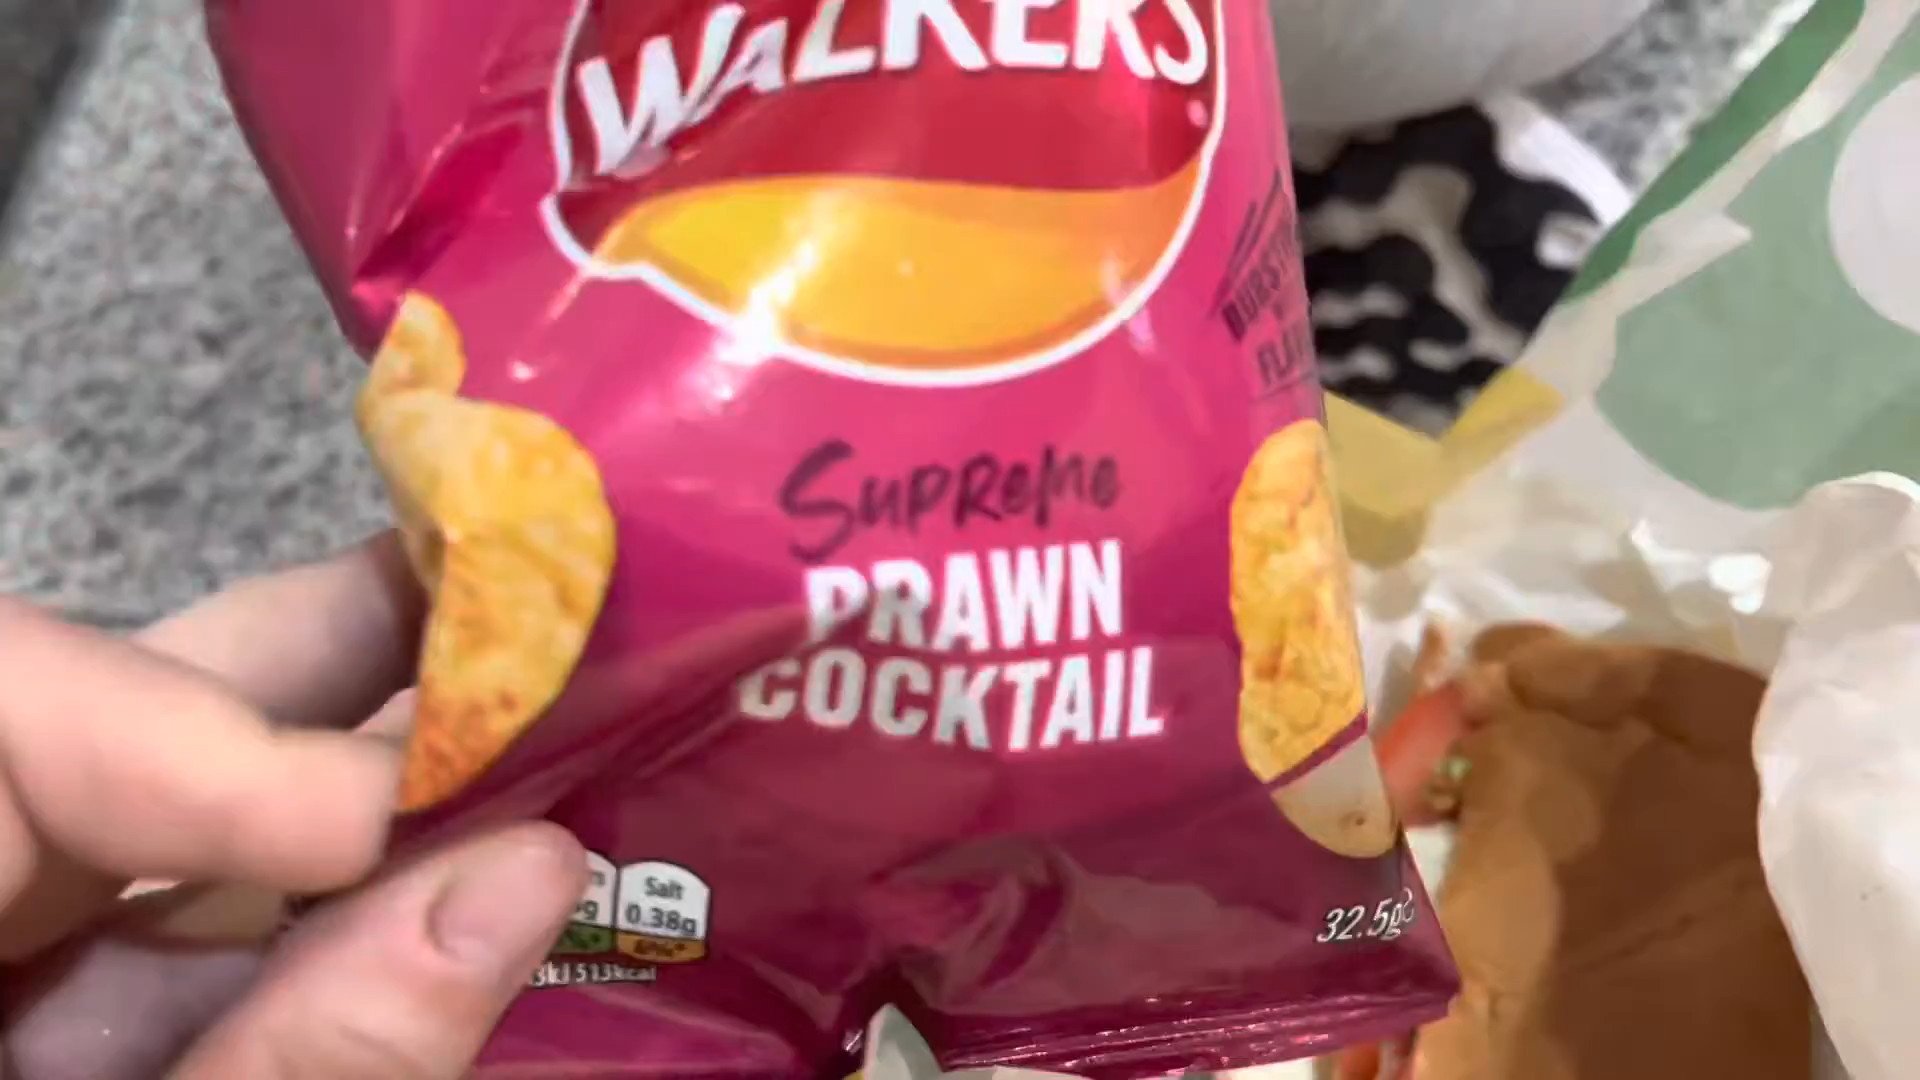 WALKERS
Supreme
PRAWN
COCKTAIL
Salt
0.38g
32.5g
513kcal